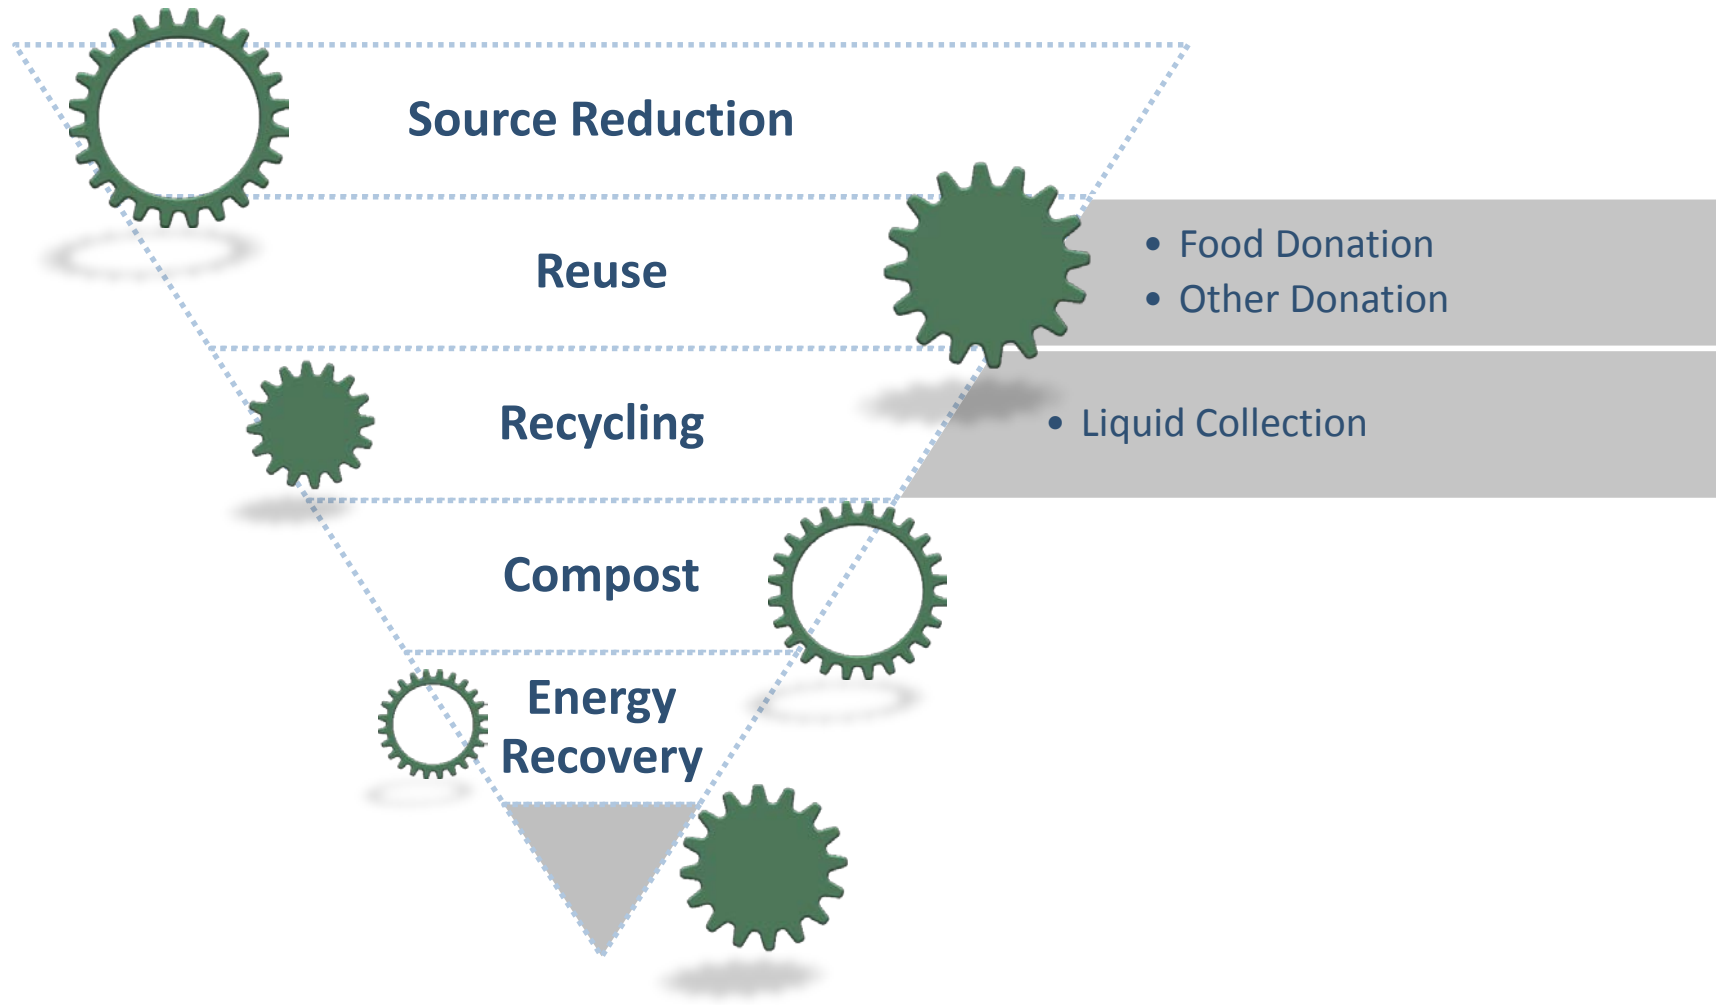 Source Reduction
Reuse
• Food Donation
• Other Donation
Recycling
• Liquid Collection
Compost
Energy
Recovery